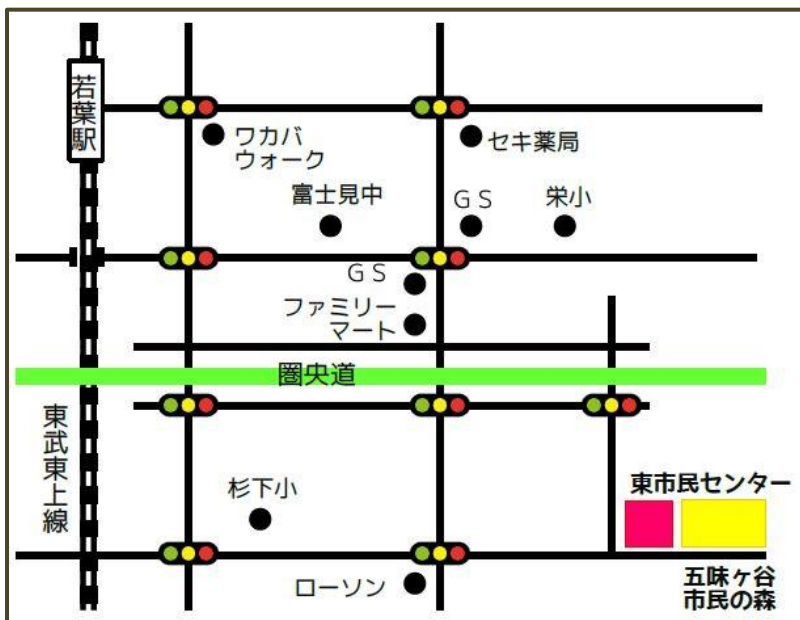 若葉駅
ワカバ
ウォーク
セキ薬局
富士見中
ＧＳ
栄小
ＧＳ
ファミリー
マート
圏央道
東武東上線
杉下小
東市民センター
ローソン
五味ヶ谷
市民の森